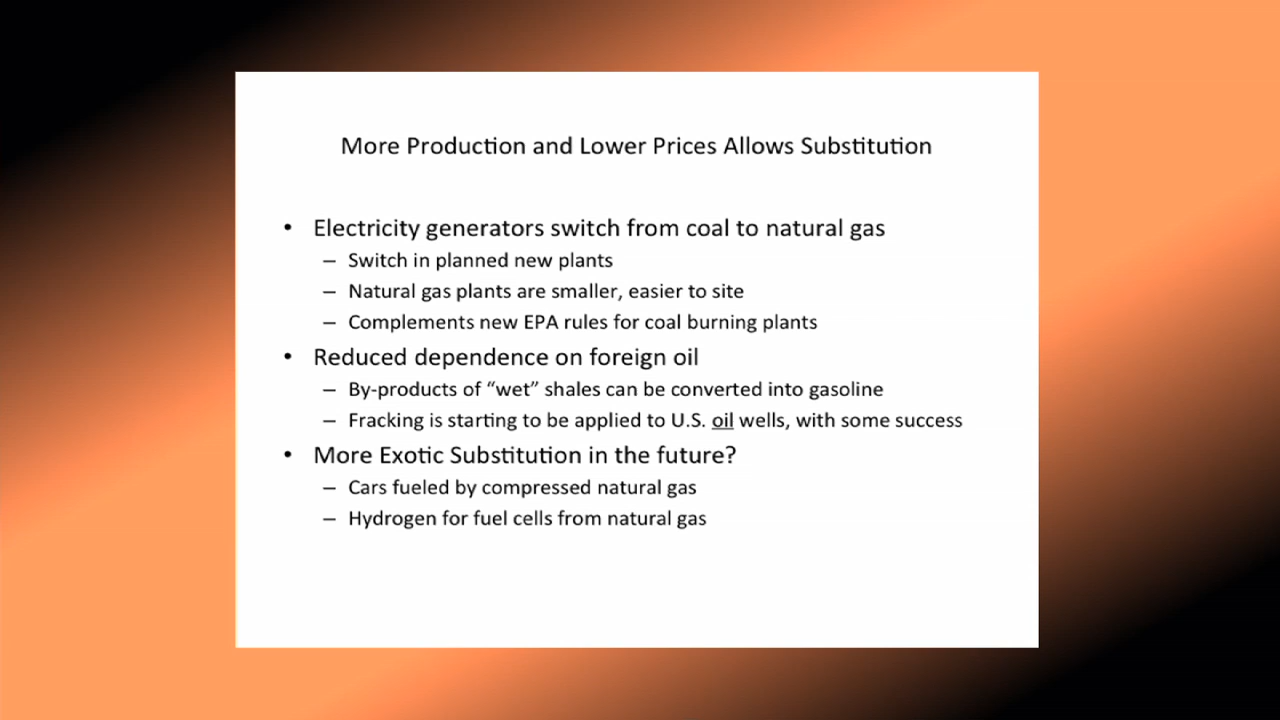 More Production and Lower Prices Allows Substitution
• Electricity generators switch from coal to natural gas
– Switch in planned new plants
– Natural gas plants are smaller, easier to site
– Complements new EPA rules for coal burning plants
• Reduced dependence on foreign oil
– By-products of “wet” shales can be converted into gasoline
– Fracking is starting to be applied to U.S. oil wells, with some success
• More Exotic Substitution in the future?
– Cars fueled by compressed natural gas
– Hydrogen for fuel cells from natural gas